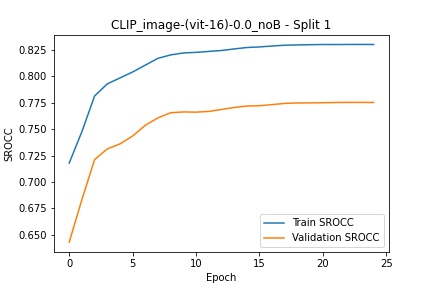 CLIP_image-(vit-16)-0.0_noB - Split 1
0.825
0.800
0.775
0.750
0.725
0.700
0.675
0.650
SROCC
0
5
10
15
20
25
Epoch
Train SROCC
Validation SROCC